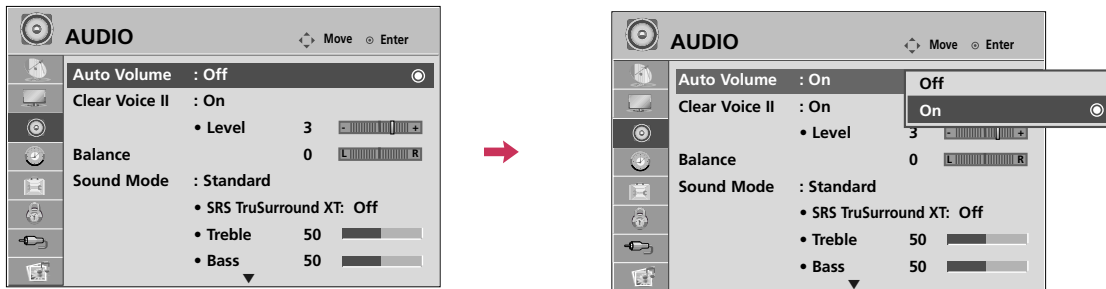 AUDIO Move Enter
Auto Volume : Off
Clear Voice II : On
• Level 3 - +
Balance 0 L R
Sound Mode : Standard
• SRS TruSurround XT: Off
• Treble 50
• Bass 50
AUDIO Move Enter
Auto Volume : On
Off
On
Clear Voice II : On
• Level 3 - +
Balance 0 L R
Sound Mode : Standard
• SRS TruSurround XT: Off
• Treble 50
• Bass 50